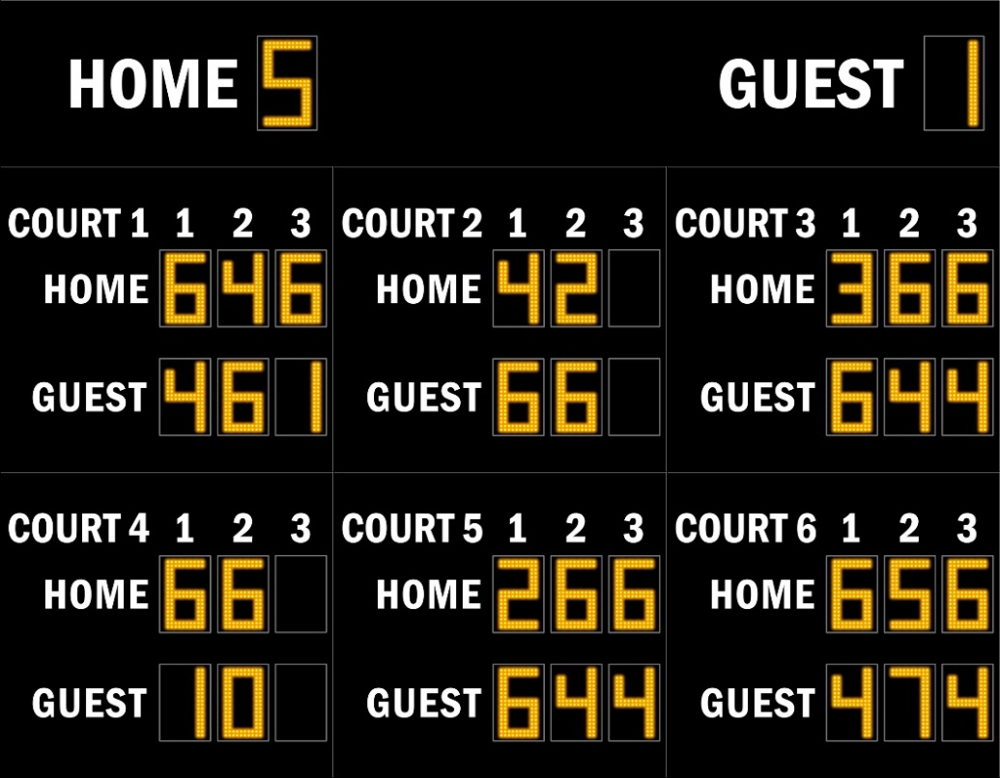 HOME 5 GUEST 1
COURT 1 1 2 3
HOME 6 4 6
GUEST 4 6 1
COURT 2 1 2 3
HOME 4 2
GUEST 6 6
COURT 3 1 2 3
HOME 3 6 6
GUEST 6 4 4
COURT 4 1 2 3
HOME 6 6
GUEST 1 0
COURT 5 1 2 3
HOME 2 6 6
GUEST 6 4 4
COURT 6 1 2 3
HOME 6 5 6
GUEST 4 7 4